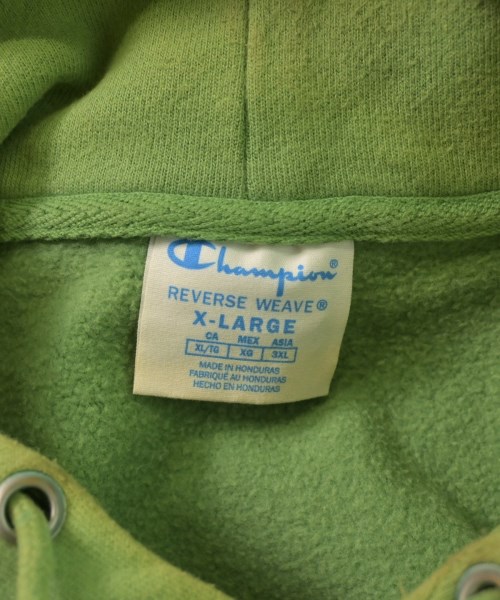 Champion®
REVERSE WEAVE®
X-LARGE
CA MEX ASIA
XL/TG XG 3XL
MADE IN HONDURAS
FABRIQUÉ AU HONDURAS
HECHO EN HONDURAS